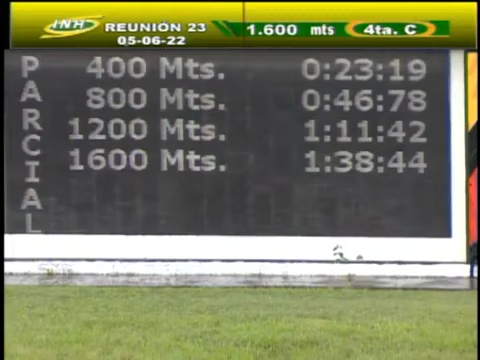 INH
REUNIÓN 23
05-06-22
1.600 mts
4ta. C
PARCIAL
400 Mts. 0:23:19
800 Mts. 0:46:78
1200 Mts. 1:11:42
1600 Mts. 1:38:44